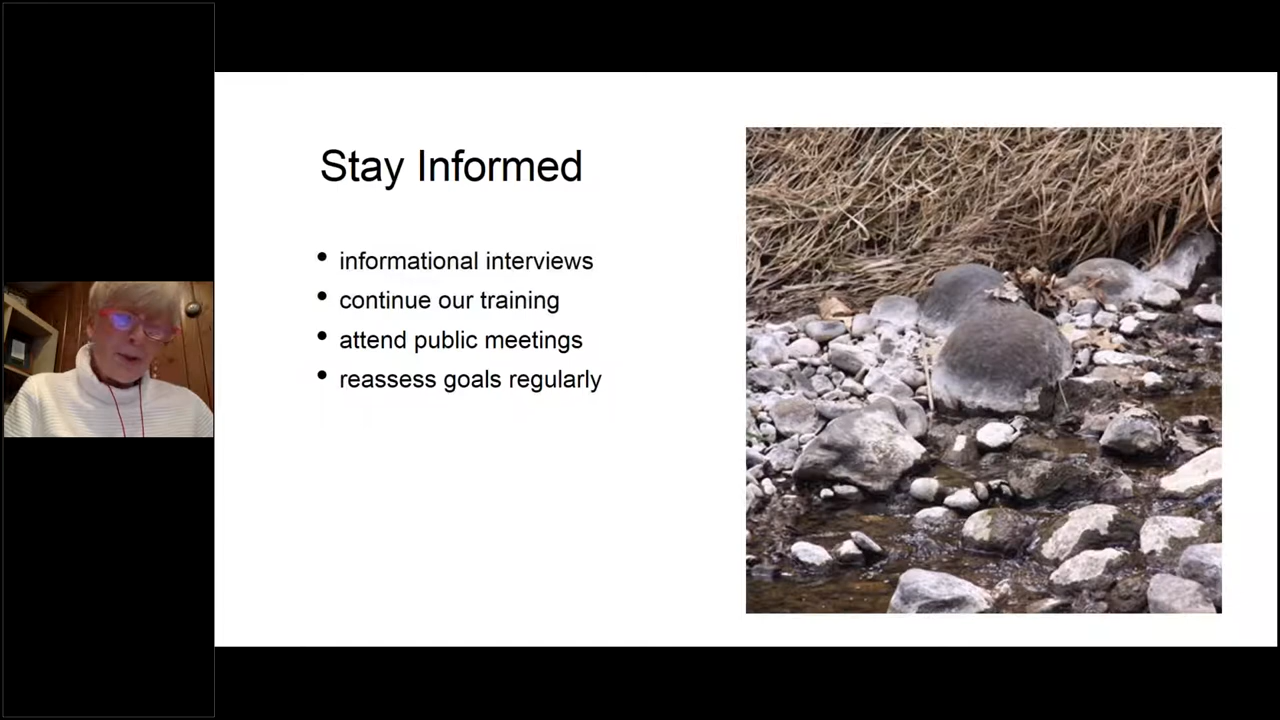 Stay Informed
• informational interviews
• continue our training
• attend public meetings
• reassess goals regularly